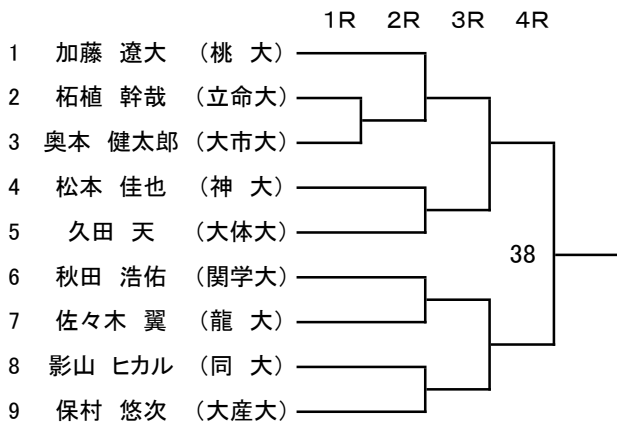 1R 2R 3R 4R
1 加藤 遼大 （桃 大）
2 柘植 幹哉 （立命大）
3 奥本 健太郎 （大市大）
4 松本 佳也 （神 大）
5 久田 天 （大体大）
38
6 秋田 浩佑 （関学大）
7 佐々木 翼 （龍 大）
8 影山 ヒカル （同 大）
9 保村 悠次 （大産大）